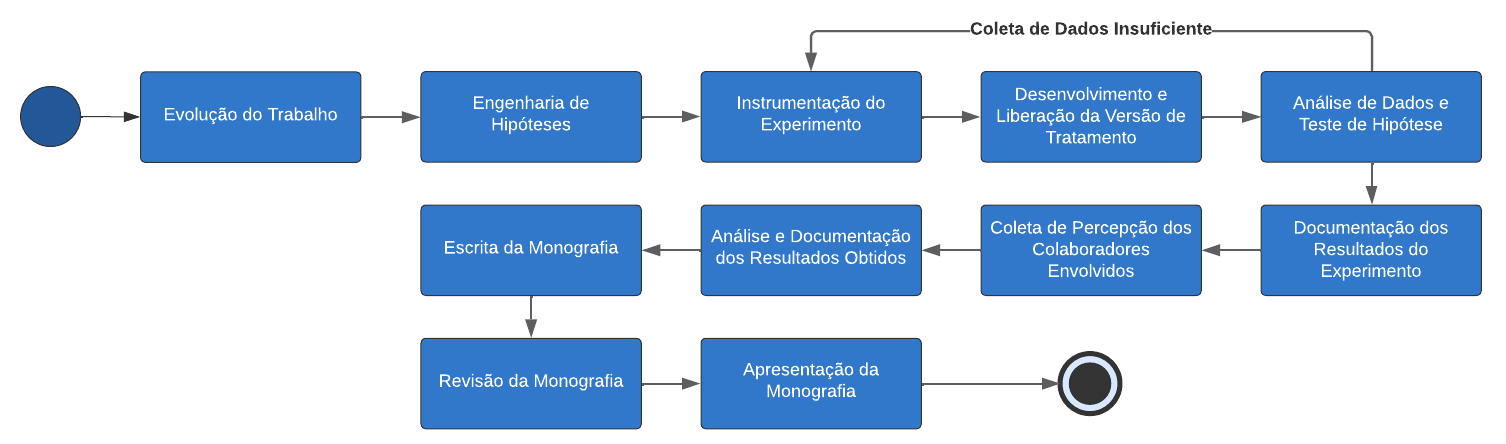 Coleta de Dados Insuficiente
Evolução do Trabalho
Engenharia de
Hipóteses
Instrumentação do
Experimento
Desenvolvimento e
Liberação da Versão de
Tratamento
Análise de Dados e
Teste de Hipótese
Documentação dos
Resultados do
Experimento
Coleta de Percepção dos
Colaboradores
Envolvidos
Análise e Documentação
dos Resultados Obtidos
Escrita da Monografia
Revisão da Monografia
Apresentação da
Monografia